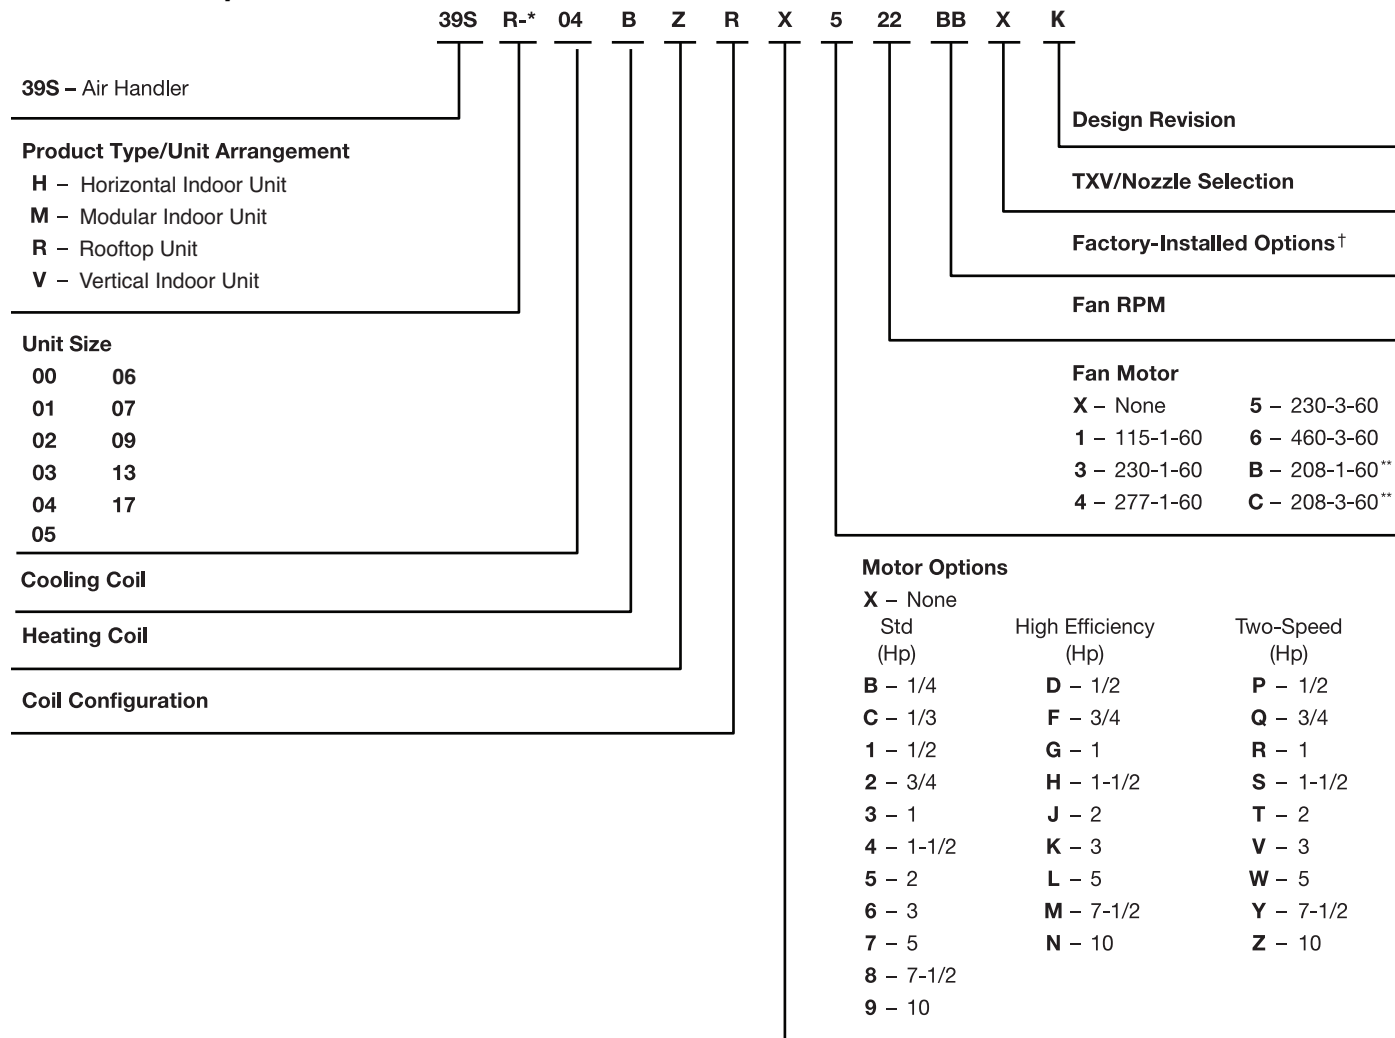 39S R-* 04 B Z R X 5 22 BB X K
39S – Air Handler
Product Type/Unit Arrangement
H – Horizontal Indoor Unit
M – Modular Indoor Unit
R – Rooftop Unit
V – Vertical Indoor Unit
Unit Size
00 06
01 07
02 09
03 13
04 17
05
Cooling Coil
Heating Coil
Coil Configuration
Design Revision
TXV/Nozzle Selection
Factory-Installed Options†
Fan RPM
Fan Motor
X – None 5 – 230-3-60
1 – 115-1-60 6 – 460-3-60
3 – 230-1-60 B – 208-1-60**
4 – 277-1-60 C – 208-3-60**
Motor Options
X – None
Std High Efficiency Two-Speed
(Hp) (Hp) (Hp)
B – 1/4 D – 1/2 P – 1/2
C – 1/3 F – 3/4 Q – 3/4
1 – 1/2 G – 1 R – 1
2 – 3/4 H – 1-1/2 S – 1-1/2
3 – 1 J – 2 T – 2
4 – 1-1/2 K – 3 V – 3
5 – 2 L – 5 W – 5
6 – 3 M – 7-1/2 Y – 7-1/2
7 – 5 N – 10 Z – 10
8 – 7-1/2
9 – 10